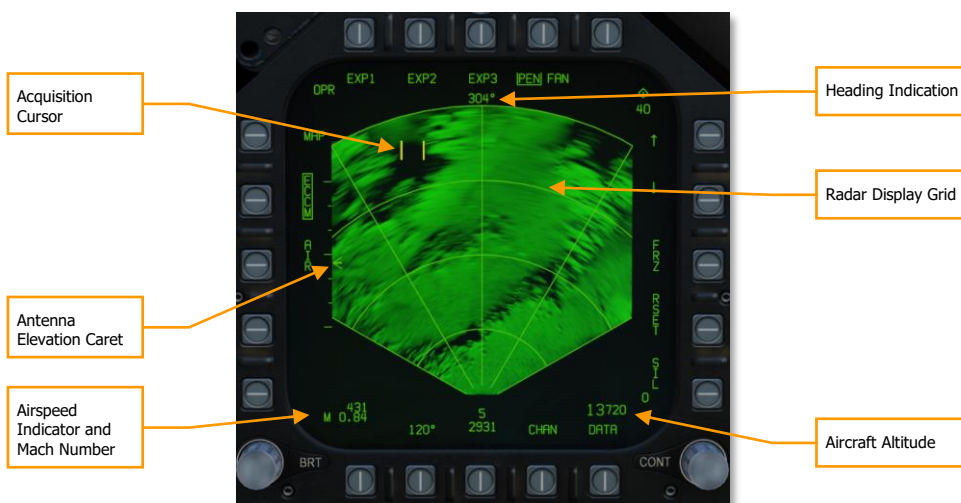 EXP1 EXP2 EXP3 PEN FAN
OPR
304°
40
Acquisition
Cursor
Heading Indication
MAP
ECCM
Radar Display Grid
AIR
FRZ
RSET
SIL
Antenna
Elevation Caret
0
Airspeed
Indicator and
Mach Number
431
M 0.84
5
13720
120°
2931
CHAN
DATA
Aircraft Altitude
BRT
CONT